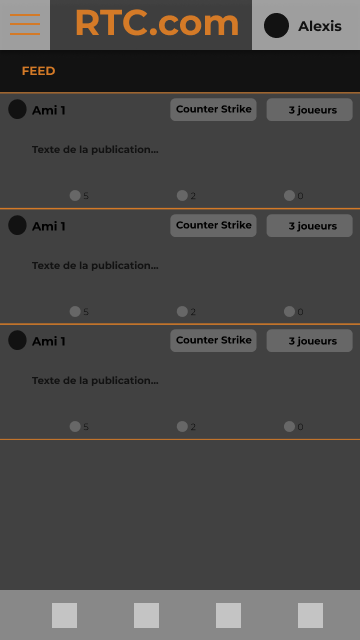 RTC.com
Alexis
FEED
Ami 1
Counter Strike
3 joueurs
Texte de la publication...
5
2
0
Ami 1
Counter Strike
3 joueurs
Texte de la publication...
5
2
0
Ami 1
Counter Strike
3 joueurs
Texte de la publication...
5
2
0